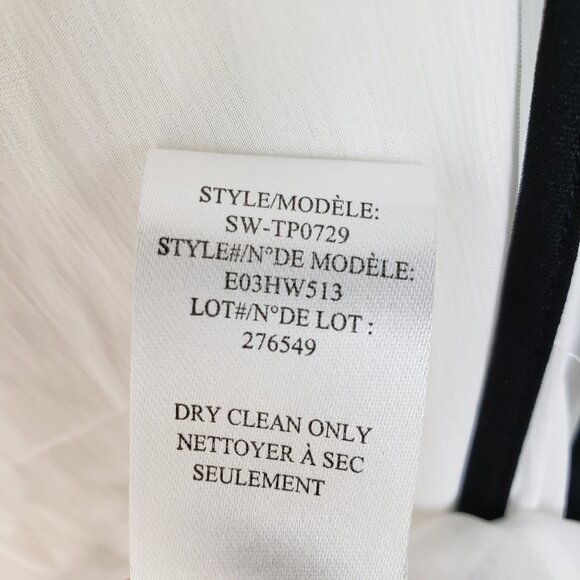 STYLE/MODÈLE:
SW-TP0729
STYLE#/N°DE MODÈLE:
E03HW513
LOT#/N°DE LOT :
276549
DRY CLEAN ONLY
NETTOYER À SEC
SEULEMENT